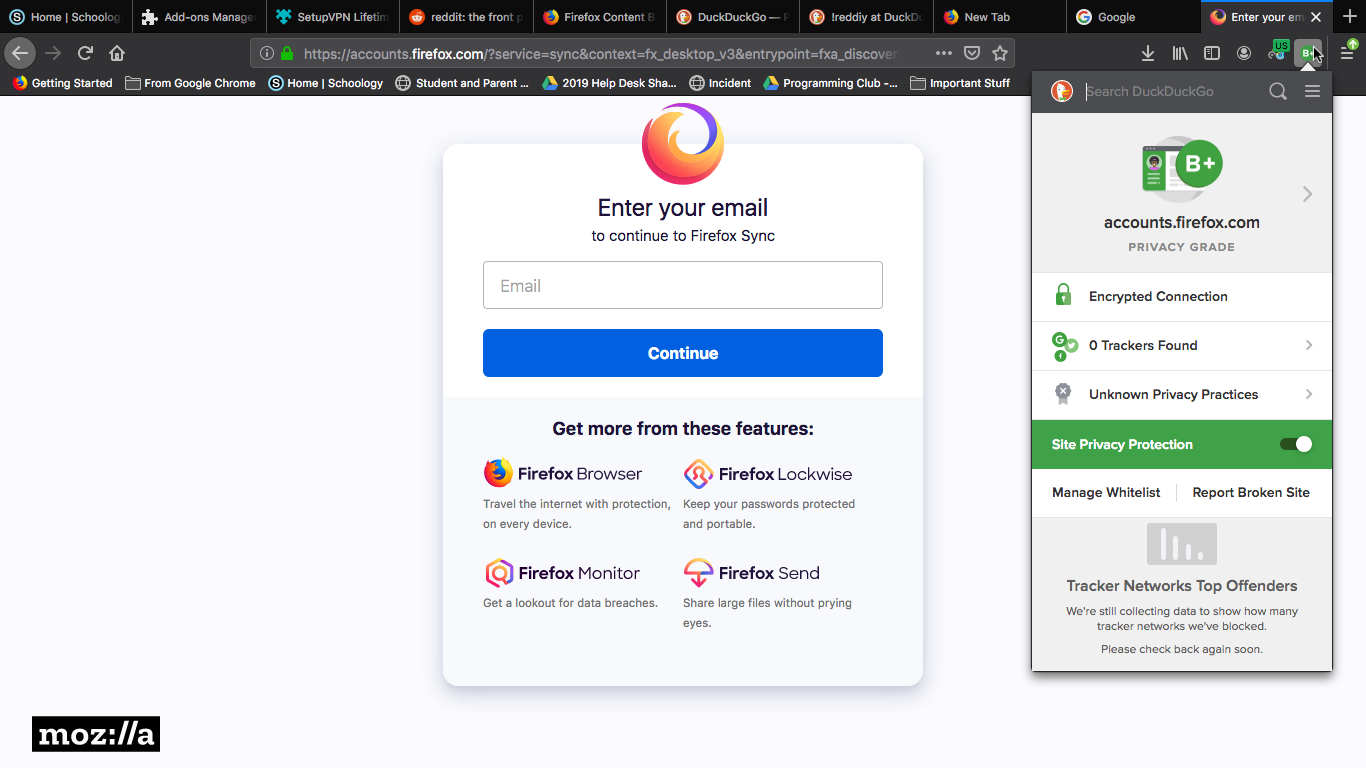 Home | Schoolog
Add-ons Manage
SetupVPN Lifetim
reddit: the front p
Firefox Content B
DuckDuckGo — P
!reddiy at DuckDu
New Tab
Google
Enter your em
https://accounts.firefox.com/?service=sync&context=fx_desktop_v3&entrypoint=fxa_discover
US
B+
Getting Started
From Google Chrome
Home | Schoology
Student and Parent ...
2019 Help Desk Sha...
Incident
Programming Club -...
Important Stuff
Enter your email
to continue to Firefox Sync
Email
Continue
Get more from these features:
Firefox Browser
Travel the internet with protection,
on every device.
Firefox Lockwise
Keep your passwords protected
and portable.
Firefox Monitor
Get a lookout for data breaches.
Firefox Send
Share large files without prying
eyes.
moz://a
Search DuckDuckGo
B+
accounts.firefox.com
PRIVACY GRADE
Encrypted Connection
0 Trackers Found
Unknown Privacy Practices
Site Privacy Protection
Manage Whitelist
Report Broken Site
Tracker Networks Top Offenders
We're still collecting data to show how many
tracker networks we've blocked.
Please check back again soon.